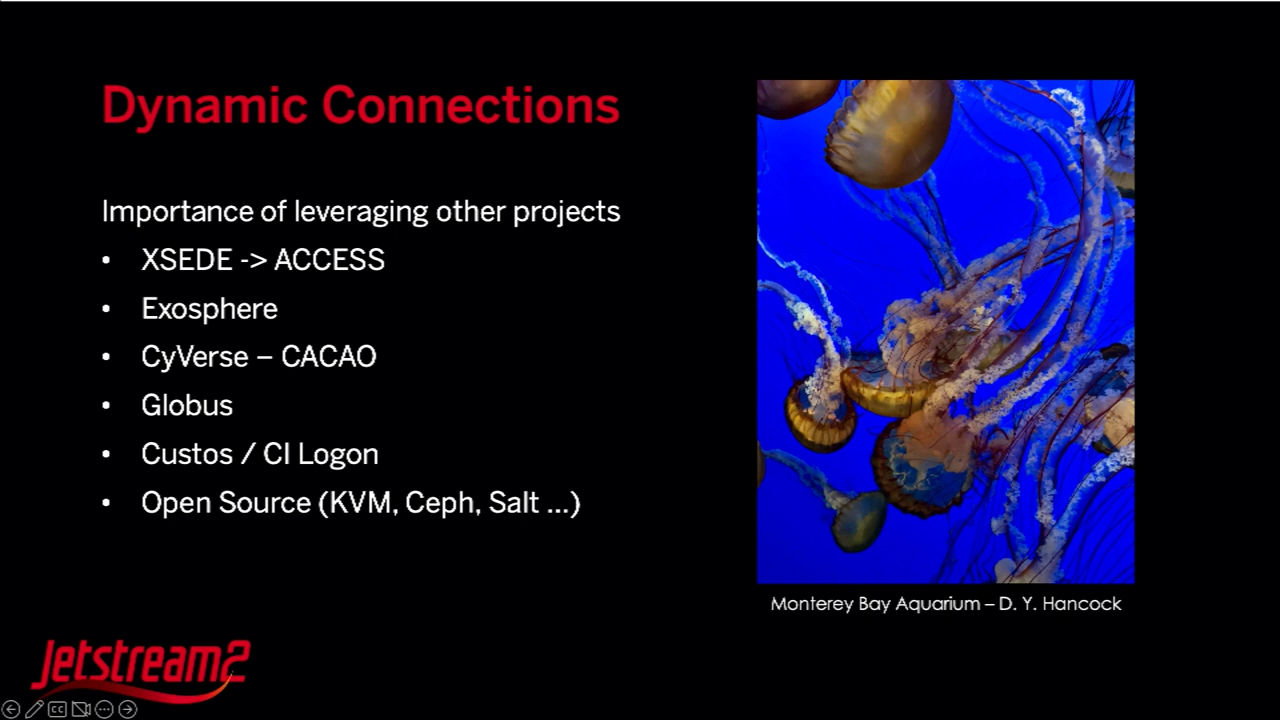 Dynamic Connections
Importance of leveraging other projects
• XSEDE -> ACCESS
• Exosphere
• CyVerse – CACAO
• Globus
• Custos / CI Logon
• Open Source (KVM, Ceph, Salt ...)
Monterey Bay Aquarium – D. Y. Hancock
Jetstream2
CC